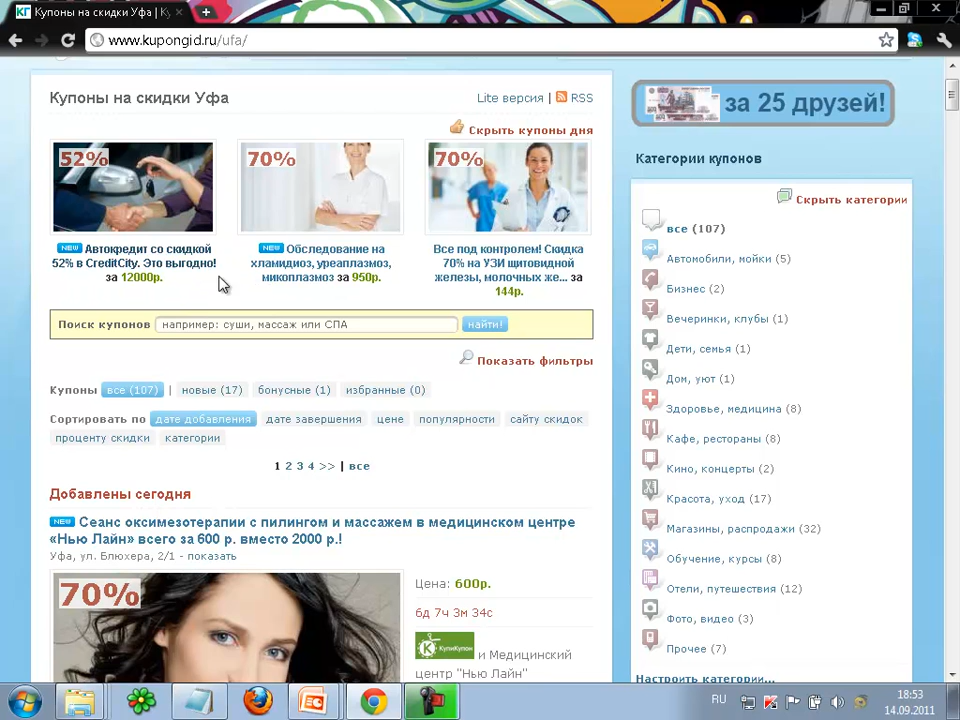 Купоны на скидки Уфа | К
www.kupongid.ru/ufa/
Купоны на скидки Уфа
Lite версия | RSS
Скрыть купоны дня
52%
70%
70%
NEW Автокредит со скидкой
52% в CreditCity. Это выгодно!
за 12000р.
NEW Обследование на
хламидиоз, уреаплазмоз,
микоплазмоз за 950р.
Все под контролем! Скидка
70% на УЗИ щитовидной
железы, молочных же... за
144р.
Поиск купонов например: суши, массаж или СПА найти!
Показать фильтры
Купоны все (107) | новые (17) бонусные (1) избранные (0)
Сортировать по дате добавления дате завершения цене популярности сайту скидок
проценту скидки категории
1 2 3 4 >> | все
Добавлены сегодня
NEW Сеанс оксимезотерапии с пилингом и массажем в медицинском центре
«Нью Лайн» всего за 600 р. вместо 2000 р.!
Уфа, ул. Блюхера, 2/1 - показать
70%
Цена: 600р.
6д 7ч 3м 34с
КупиКупон и Медицинский
центр "Нью Лайн"
за 25 друзей!
Категории купонов
Скрыть категории
все (107)
Автомобили, мойки (5)
Бизнес (2)
Вечеринки, клубы (1)
Дети, семья (1)
Дом, уют (1)
Здоровье, медицина (8)
Кафе, рестораны (8)
Кино, концерты (2)
Красота, уход (17)
Магазины, распродажи (32)
Обучение, курсы (8)
Отели, путешествия (12)
Фото, видео (3)
Прочее (7)
Настроить категории...
RU
18:53
14.09.2011